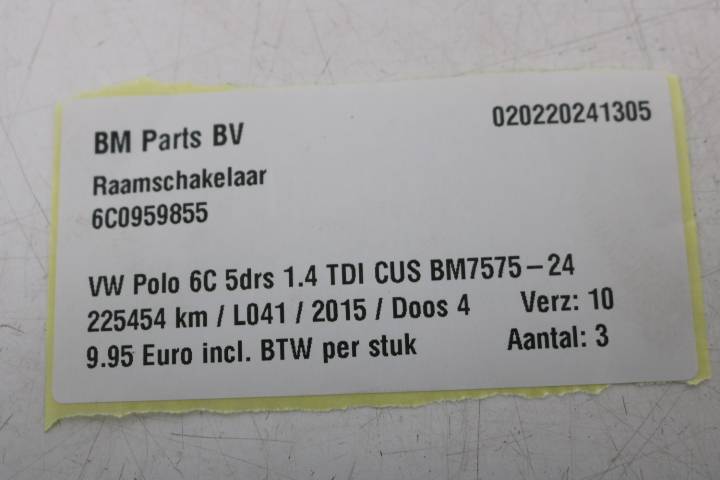 BM Parts BV 020220241305
Raamschakelaar
6C0959855
VW Polo 6C 5drs 1.4 TDI CUS BM7575-24
225454 km / L041 / 2015 / Doos 4 Verz: 10
9.95 Euro incl. BTW per stuk Aantal: 3